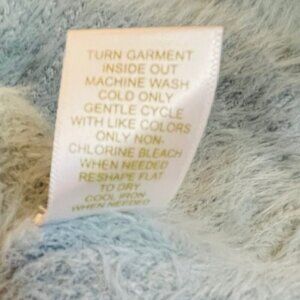 TURN GARMENT
INSIDE OUT
MACHINE WASH
COLD ONLY
GENTLE CYCLE
WITH LIKE COLORS
ONLY NON-
CHLORINE BLEACH
WHEN NEEDED
RESHAPE FLAT
TO DRY
COOL IRON
WHEN NEEDED